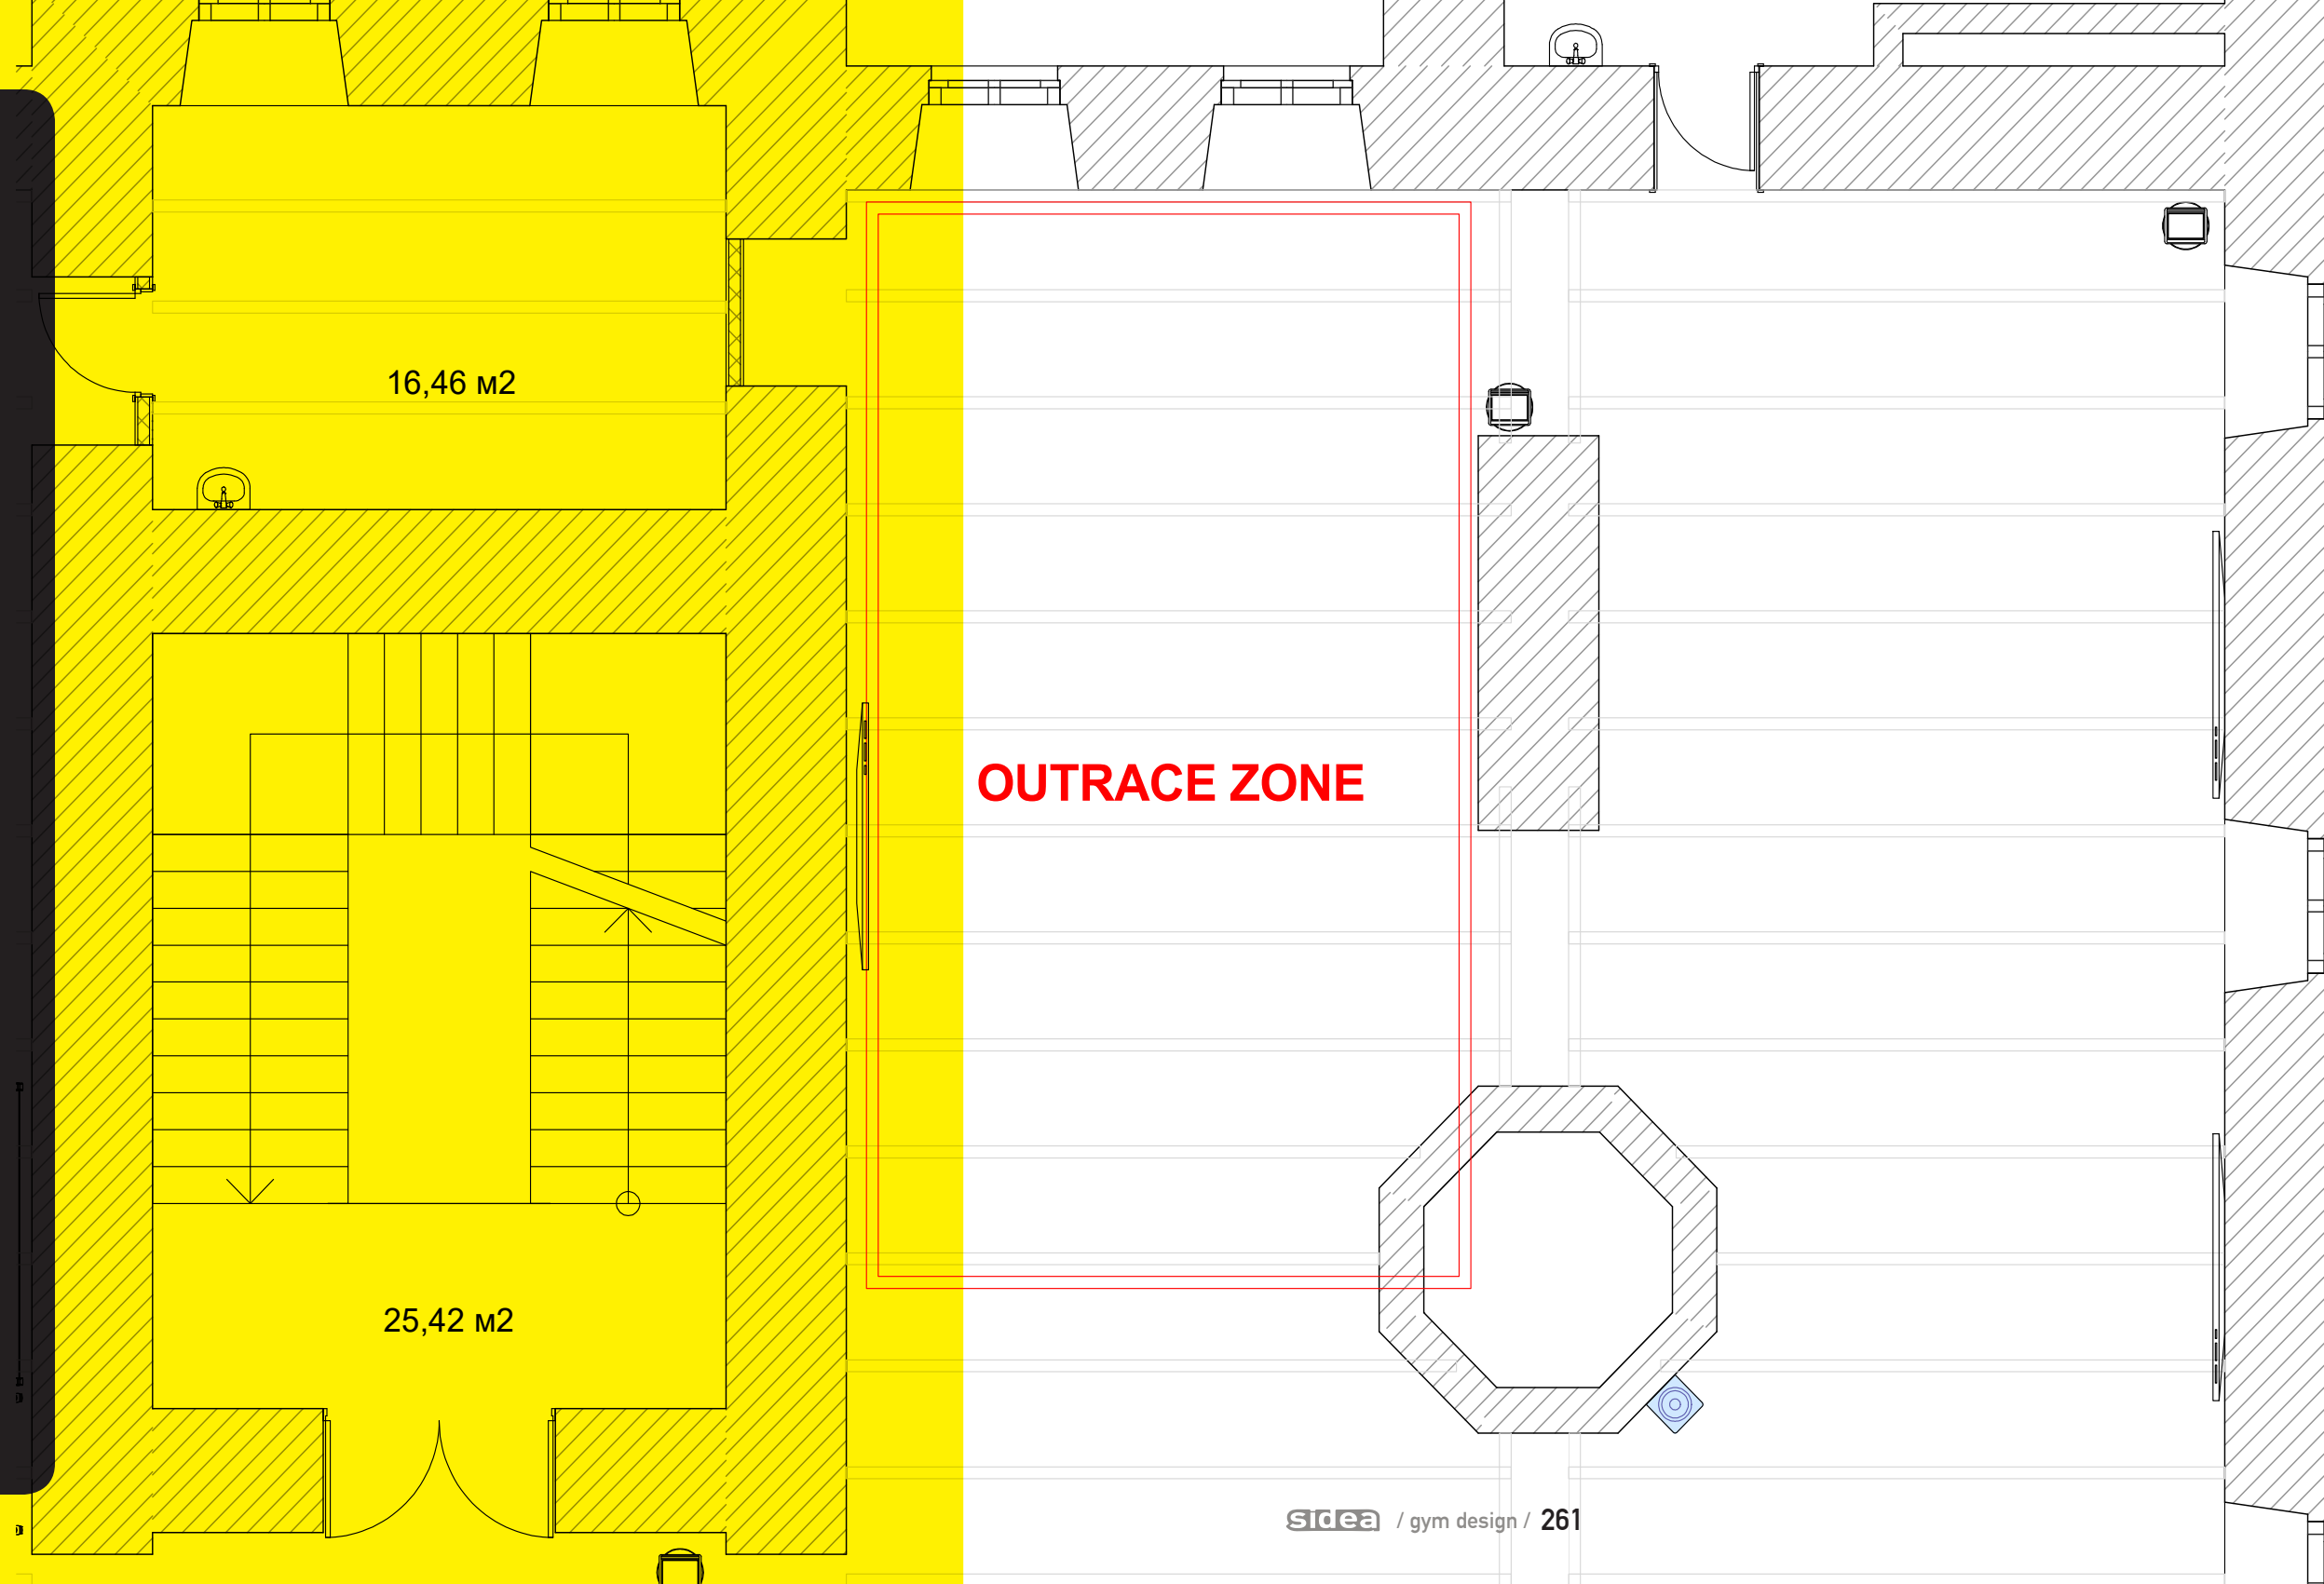 16,46 м2
OUTRACE ZONE
25,42 м2
sidea / gym design / 261